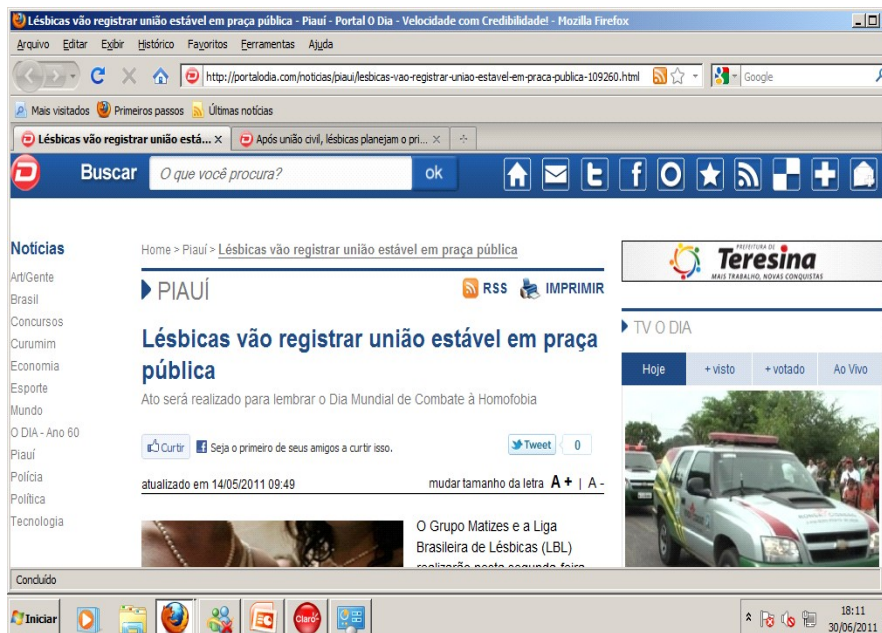 Lésbicas vão registrar união estável em praça pública - Piauí - Portal O Dia - Velocidade com Credibilidade! - Mozilla Firefox
Arquivo Editar Exibir Histórico Favoritos Ferramentas Ajuda
http://portalodia.com/noticias/piaui/lesbicas-vao-registrar-uniao-estavel-em-praca-publica-109260.html Google
Mais visitados Primeiros passos Últimas notícias
Lésbicas vão registrar união está... Após união civil, lésbicas planejam o pri...
Buscar O que você procura? ok
Notícias
Art/Gente
Brasil
Concursos
Curumim
Economia
Esporte
Mundo
O DIA - Ano 60
Piauí
Polícia
Política
Tecnologia
Home > Piauí > Lésbicas vão registrar união estável em praça pública
PIAUÍ RSS IMPRIMIR
Lésbicas vão registrar união estável em praça
pública
Ato será realizado para lembrar o Dia Mundial de Combate à Homofobia
Curtir Seja o primeiro de seus amigos a curtir isso. Tweet 0
atualizado em 14/05/2011 09:49 mudar tamanho da letra A + | A -
O Grupo Matizes e a Liga
Brasileira de Lésbicas (LBL)
realizarão nesta segunda-feira
PREFEITURA DE
Teresina
MAIS TRABALHO, NOVAS CONQUISTAS
TV O DIA
Hoje + visto + votado Ao Vivo
Concluído
Iniciar Claro 18:11
30/06/2011